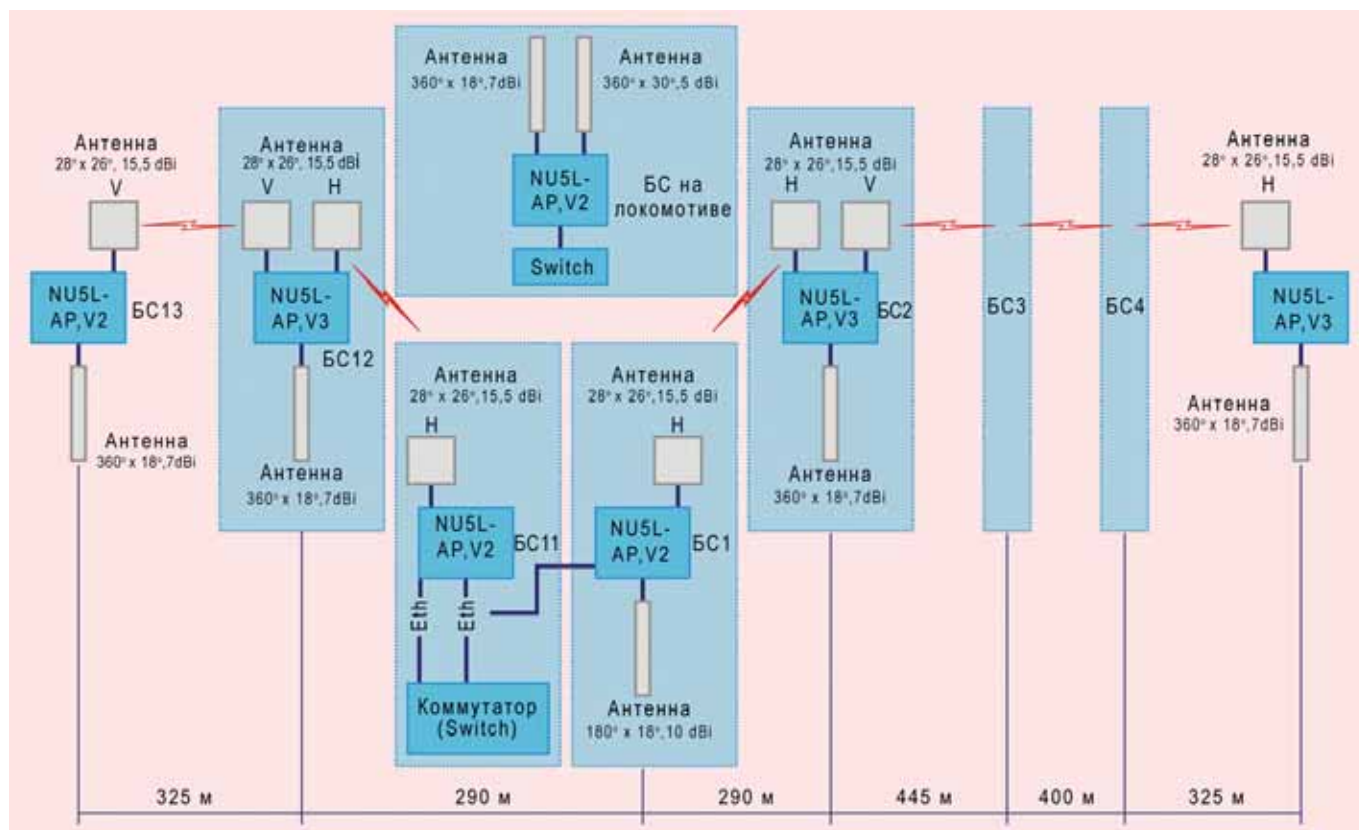 Антенна
360° x 18°,7dBi
Антенна
360° x 30°,5 dBi
NU5L-
AP,V2
БС на
локомотиве
Switch
Антенна
28° x 26°, 15,5 dBi
V
NU5L-
AP,V2
БС13
Антенна
360° x 18°,7dBi
Антенна
28° x 26°, 15,5 dBi
V H
NU5L-
AP,V3
БС12
Антенна
360° x 18°,7dBi
Антенна
28° x 26°,15,5 dBi
H
NU5L-
AP,V2
БС11
Eth
Eth
Коммутатор
(Switch)
Антенна
28° x 26°,15,5 dBi
H
NU5L-
AP,V2
БС1
Антенна
180° x 18°,10 dBi
Антенна
28° x 26°,15,5 dBi
H V
NU5L-
AP,V3
БС2
Антенна
360° x 18°,7dBi
БС3
БС4
Антенна
28° x 26°,15,5 dBi
H
NU5L-
AP,V3
Антенна
360° x 18°,7dBi
325 м
290 м
290 м
445 м
400 м
325 м